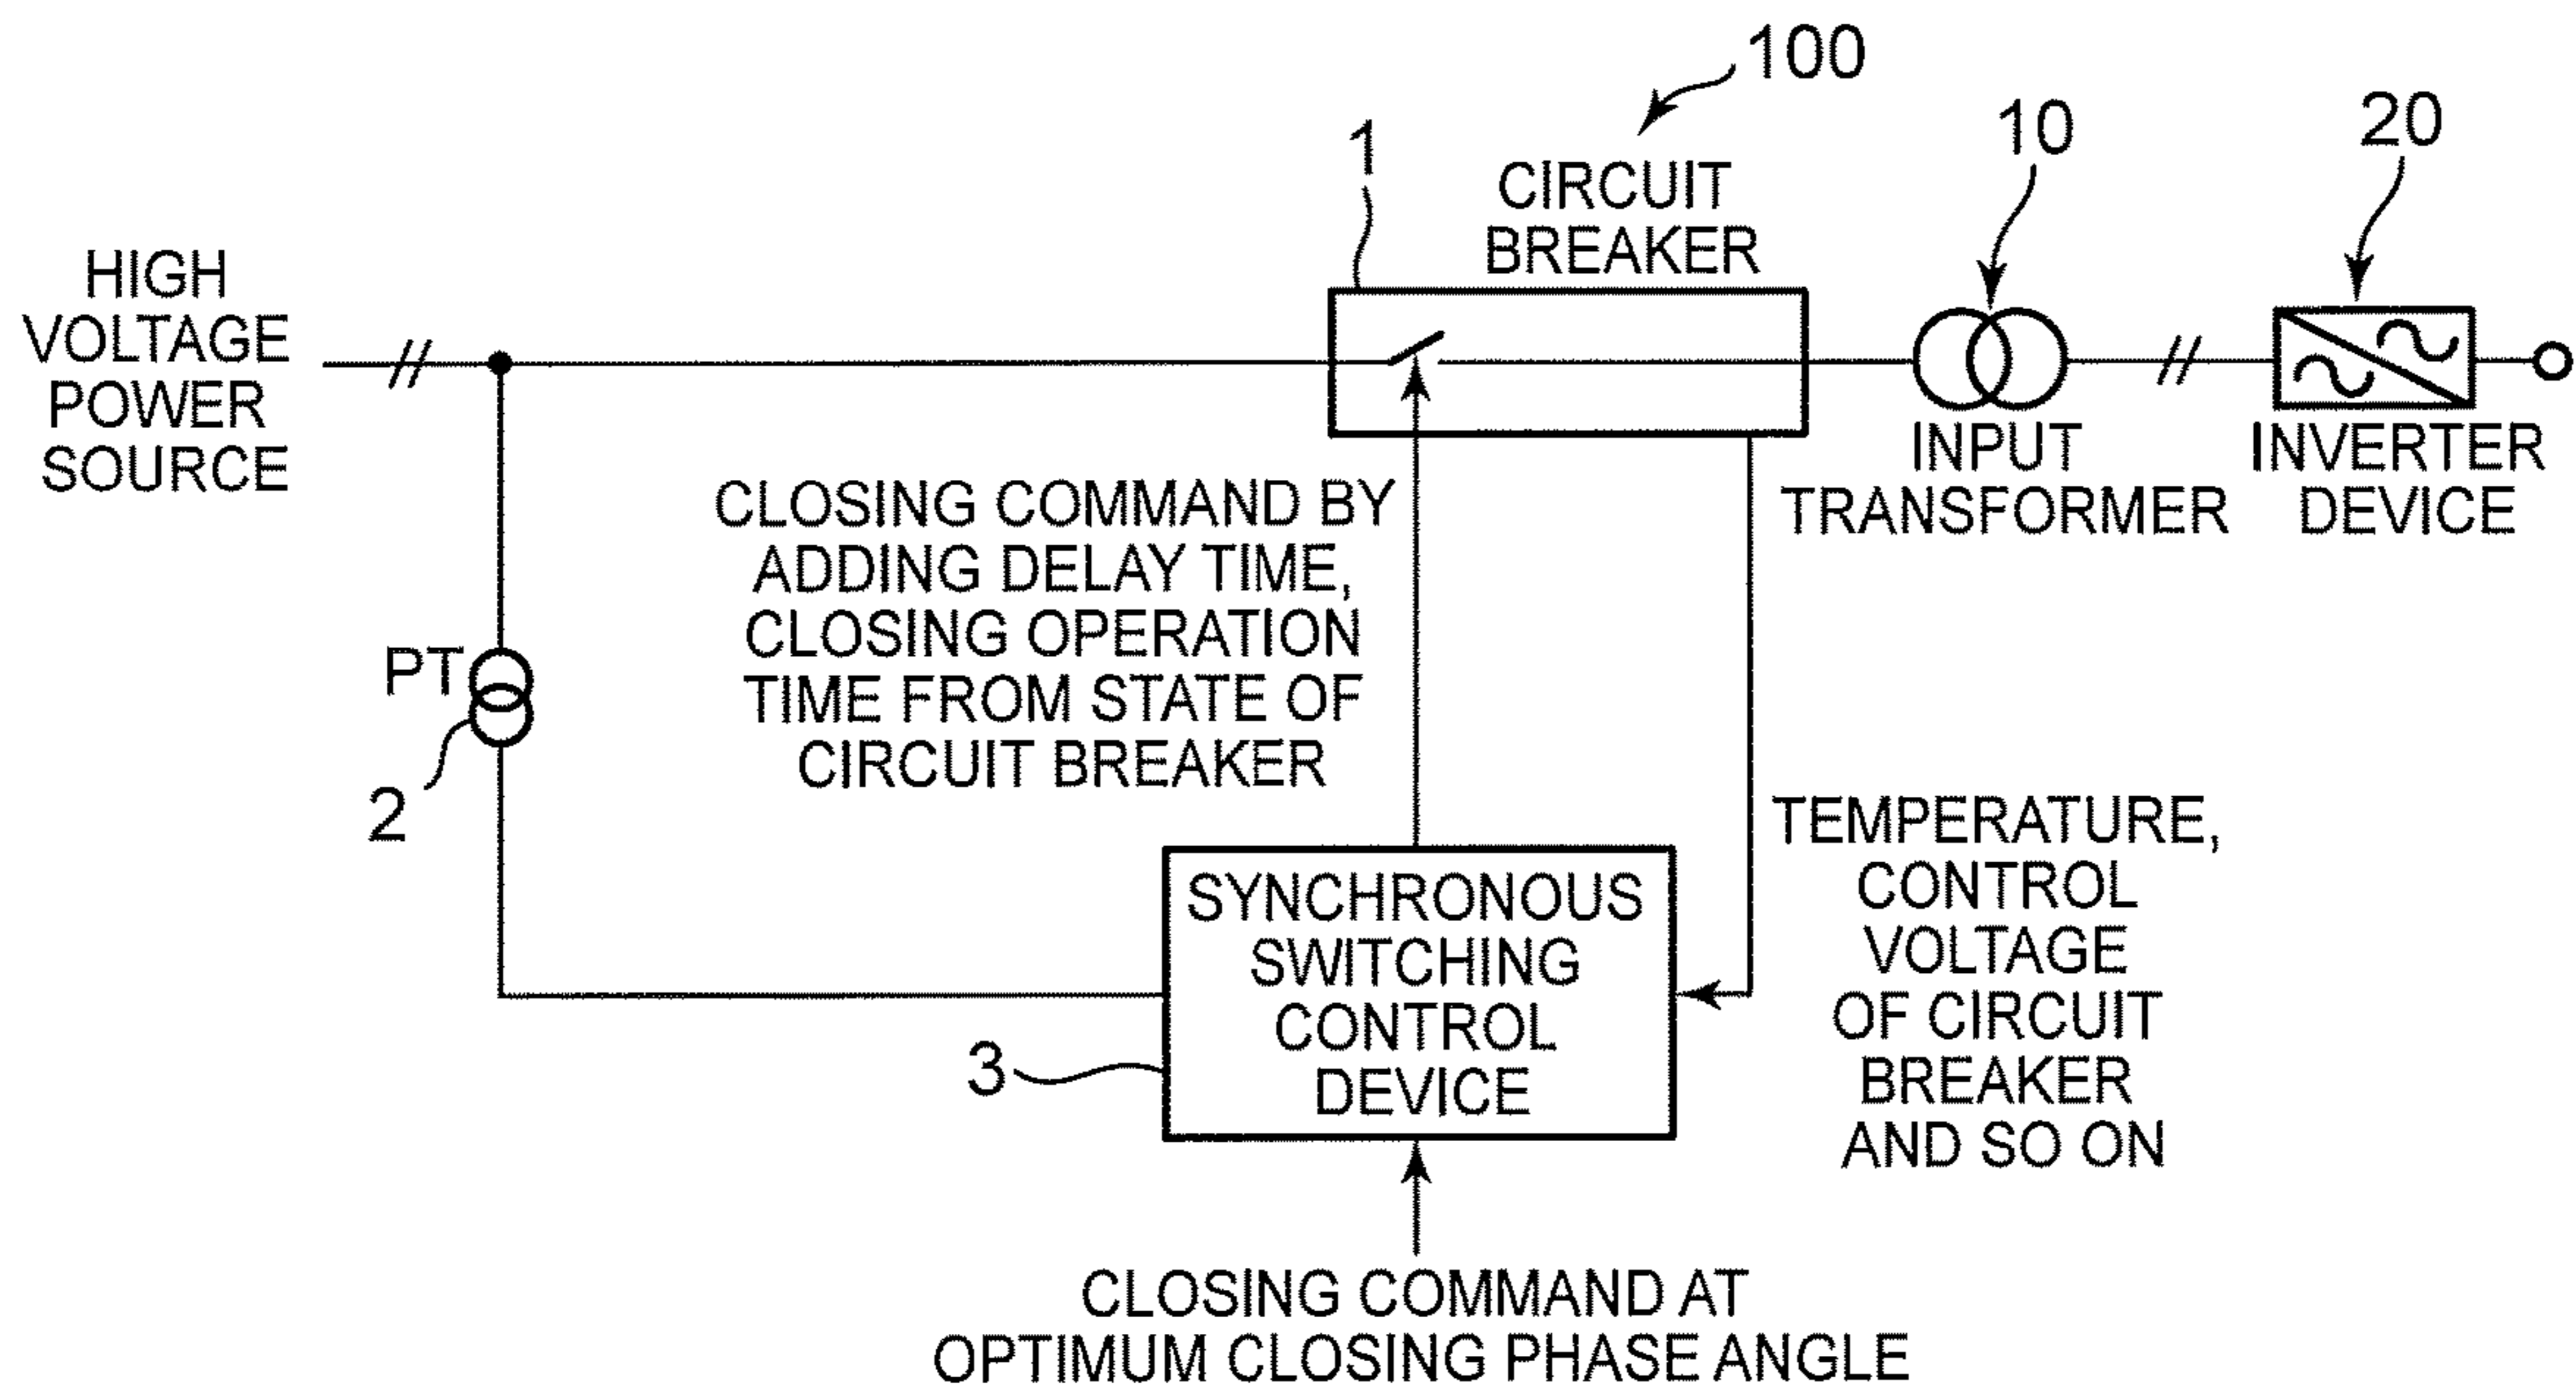 100
1
10
20
CIRCUIT
BREAKER
HIGH
VOLTAGE
POWER
SOURCE
INPUT
TRANSFORMER
INVERTER
DEVICE
CLOSING COMMAND BY
ADDING DELAY TIME,
CLOSING OPERATION
TIME FROM STATE OF
CIRCUIT BREAKER
PT
2
TEMPERATURE,
CONTROL
VOLTAGE
OF CIRCUIT
BREAKER
AND SO ON
SYNCHRONOUS
SWITCHING
CONTROL
DEVICE
3
CLOSING COMMAND AT
OPTIMUM CLOSING PHASE ANGLE